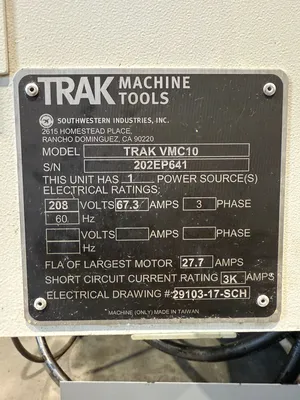 TRAK MACHINE TOOLS
SOUTHWESTERN INDUSTRIES, INC.
2615 HOMESTEAD PLACE,
RANCHO DOMINGUEZ, CA 90220
MODEL TRAK VMC10
S/N 202EP641
THIS UNIT HAS 1 POWER SOURCE(S)
ELECTRICAL RATINGS:
208 VOLTS 67.3 AMPS 3 PHASE
60 Hz
VOLTS AMPS PHASE
Hz
FLA OF LARGEST MOTOR 27.7 AMPS
SHORT CIRCUIT CURRENT RATING 3K AMPS
ELECTRICAL DRAWING #: 29103-17-SCH
MACHINE (ONLY) MADE IN TAIWAN